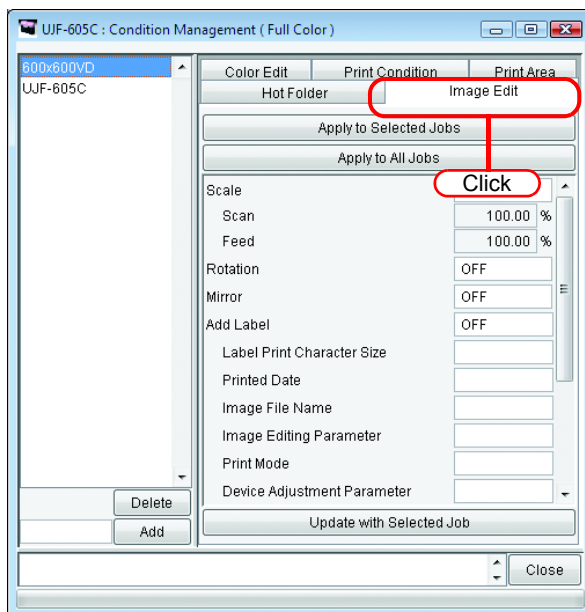 UJF-605C : Condition Management ( Full Color )
600x600VD
UJF-605C
Color Edit Print Condition Print Area
Hot Folder Image Edit
Apply to Selected Jobs
Apply to All Jobs
Click
Scale
Scan 100.00 %
Feed 100.00 %
Rotation OFF
Mirror OFF
Add Label OFF
Label Print Character Size
Printed Date
Image File Name
Image Editing Parameter
Print Mode
Device Adjustment Parameter
Delete
Update with Selected Job
Add
Close